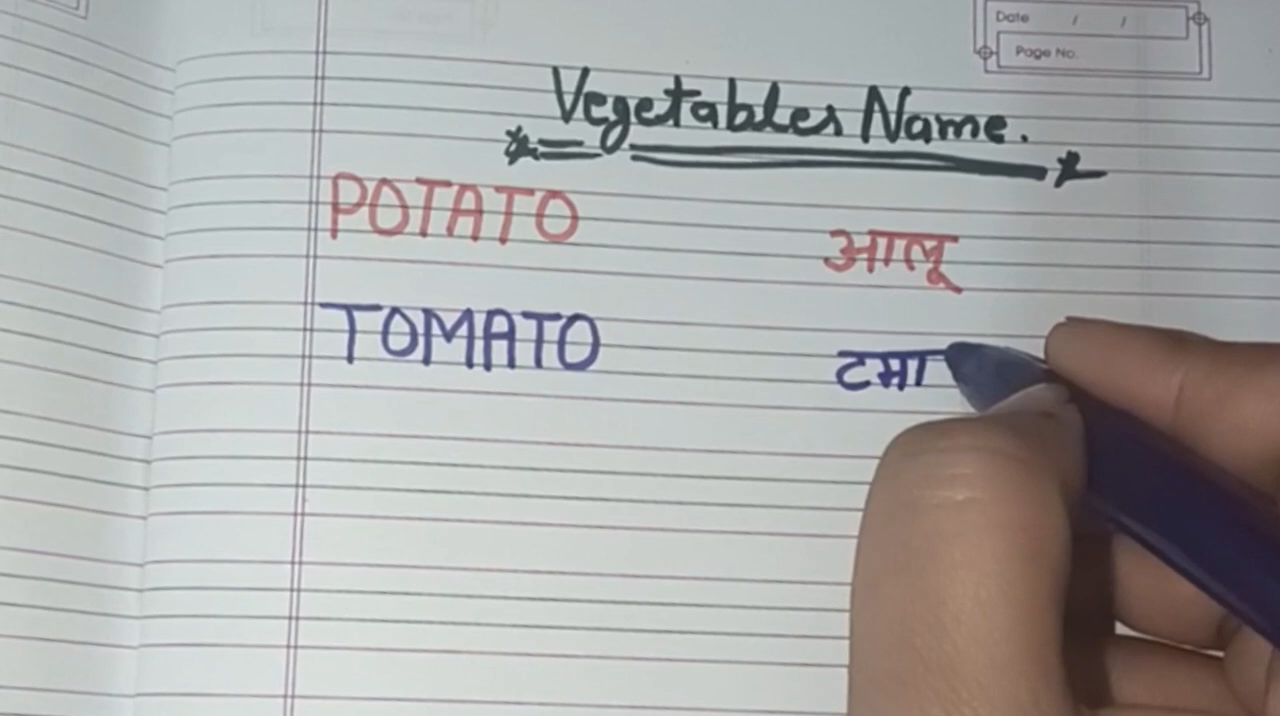 Date / /
Page No.
Vegetables Name.
POTATO आलू
TOMATO टमा